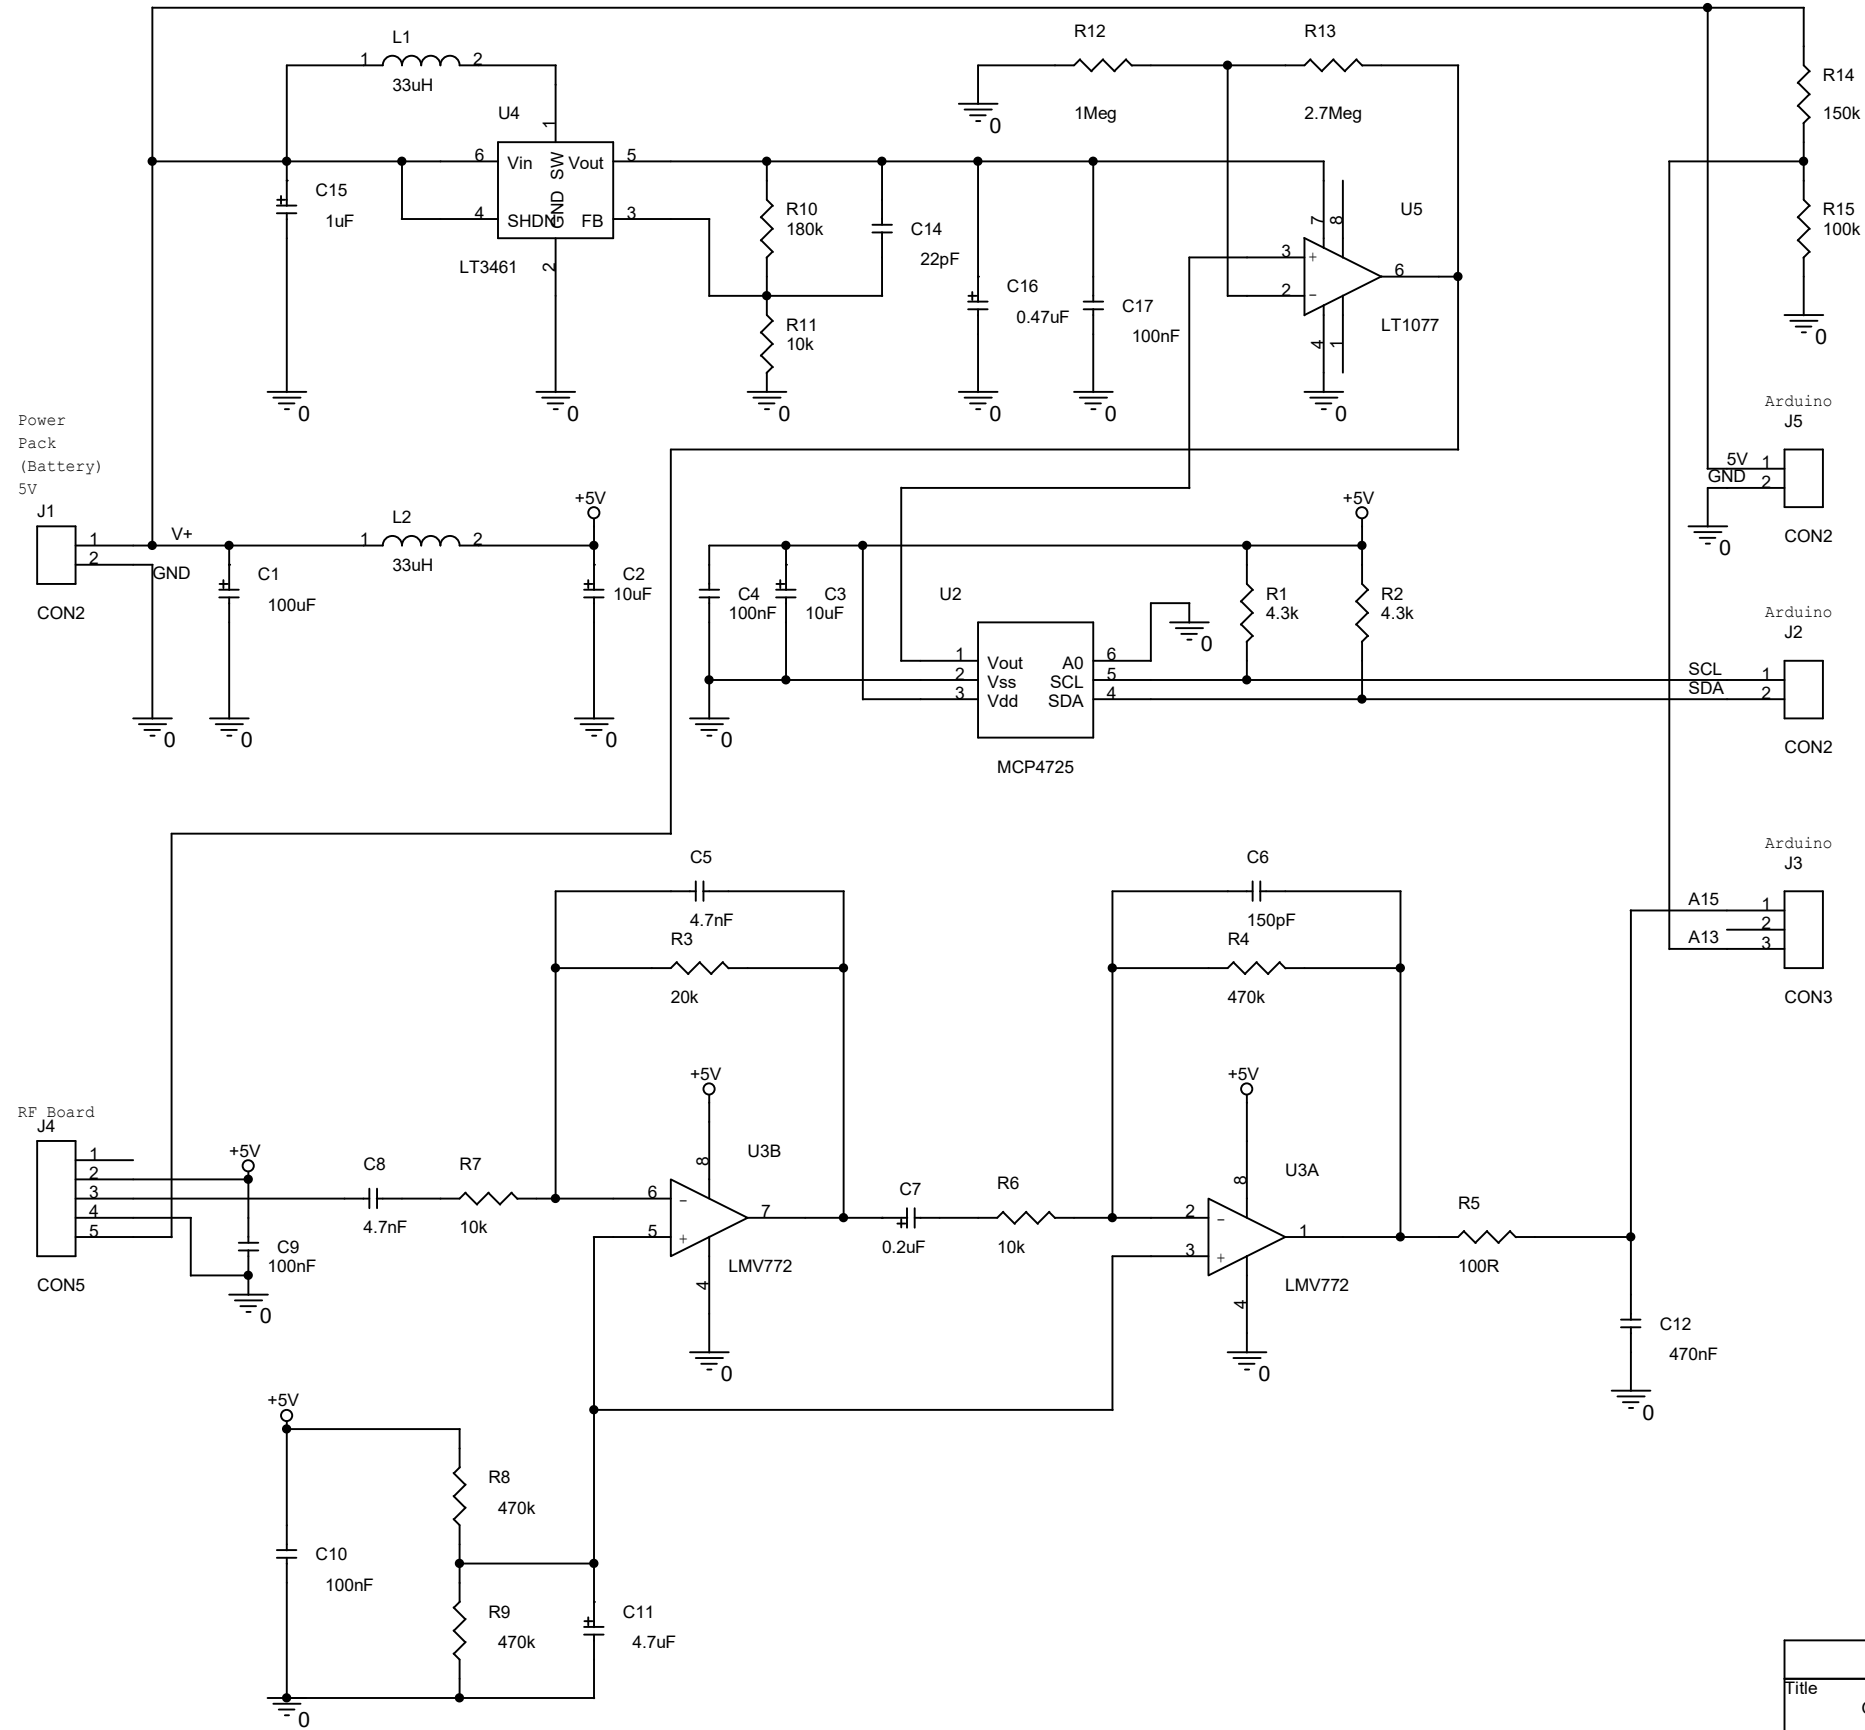 L1
1 2
33uH
R12
1Meg
R13
2.7Meg
0
R14
150k
R15
100k
0
U4
1
6 Vin SW Vout 5
4 SHDN GND FB 3
2
LT3461
C15
1uF
0
0
R10
180k
R11
10k
0
C14
22pF
C16
0.47uF
0
C17
100nF
0
U5
7 8
3 +
2 −
6
4 1
LT1077
0
Power
Pack
(Battery)
5V
J1
1 V+
2 GND
CON2
0
C1
100uF
0
L2
1 2
33uH
+5V
C2
10uF
0
C4
100nF
C3
10uF
0
U2
1 Vout A0 6
2 Vss SCL 5
3 Vdd SDA 4
MCP4725
0
+5V
R1
4.3k
R2
4.3k
Arduino
J5
5V 1
GND 2
CON2
0
Arduino
J2
SCL 1
SDA 2
CON2
Arduino
J3
A15 1
2
A13 3
CON3
C5
4.7nF
R3
20k
C6
150pF
R4
470k
RF Board
J4
1
2
3
4
5
CON5
+5V
C9
100nF
0
C8
4.7nF
R7
10k
+5V
U3B
8
6 −
5 +
7
4
LMV772
0
C7
0.2uF
R6
10k
+5V
U3A
8
2 −
3 +
1
4
LMV772
0
R5
100R
C12
470nF
0
+5V
R8
470k
C10
100nF
R9
470k
C11
4.7uF
0
Title